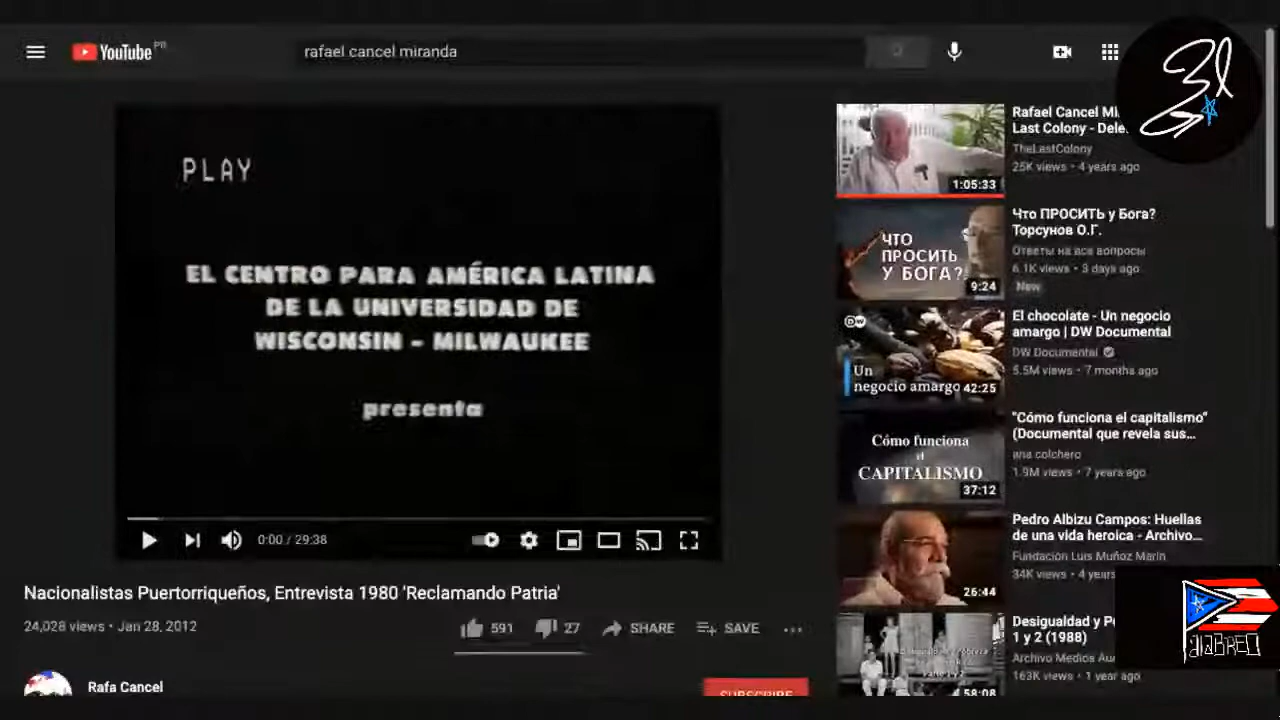 YouTube PR
rafael cancel miranda
PLAY
EL CENTRO PARA AMÉRICA LATINA
DE LA UNIVERSIDAD DE
WISCONSIN - MILWAUKEE
presenta
0:00 / 29:38
Nacionalistas Puertorriqueños, Entrevista 1980 'Reclamando Patria'
24,028 views • Jan 28, 2012
591
27
SHARE
SAVE
Rafa Cancel
SUBSCRIBE
1:05:33
Rafael Cancel Mi
Last Colony - Dele
TheLastColony
25K views • 4 years ago
ЧТО
ПРОСИТЬ
У БОГА?
9:24
Что ПРОСИТЬ у Бога?
Торсунов О.Г.
Ответы на все вопросы
6.1K views • 3 days ago
New
DW
Un
negocio amargo
42:25
El chocolate - Un negocio
amargo | DW Documental
DW Documental
5.5M views • 7 months ago
Cómo funciona
el
CAPITALISMO
37:12
"Cómo funciona el capitalismo"
(Documental que revela sus...
ana colchero
1.9M views • 7 years ago
26:44
Pedro Albizu Campos: Huellas
de una vida heroica - Archivo...
Fundación Luis Muñoz Marín
34K views • 4 years
58:08
Desigualdad y Po
1 y 2 (1988)
Archivo Medios Au
163K views • 1 year ago